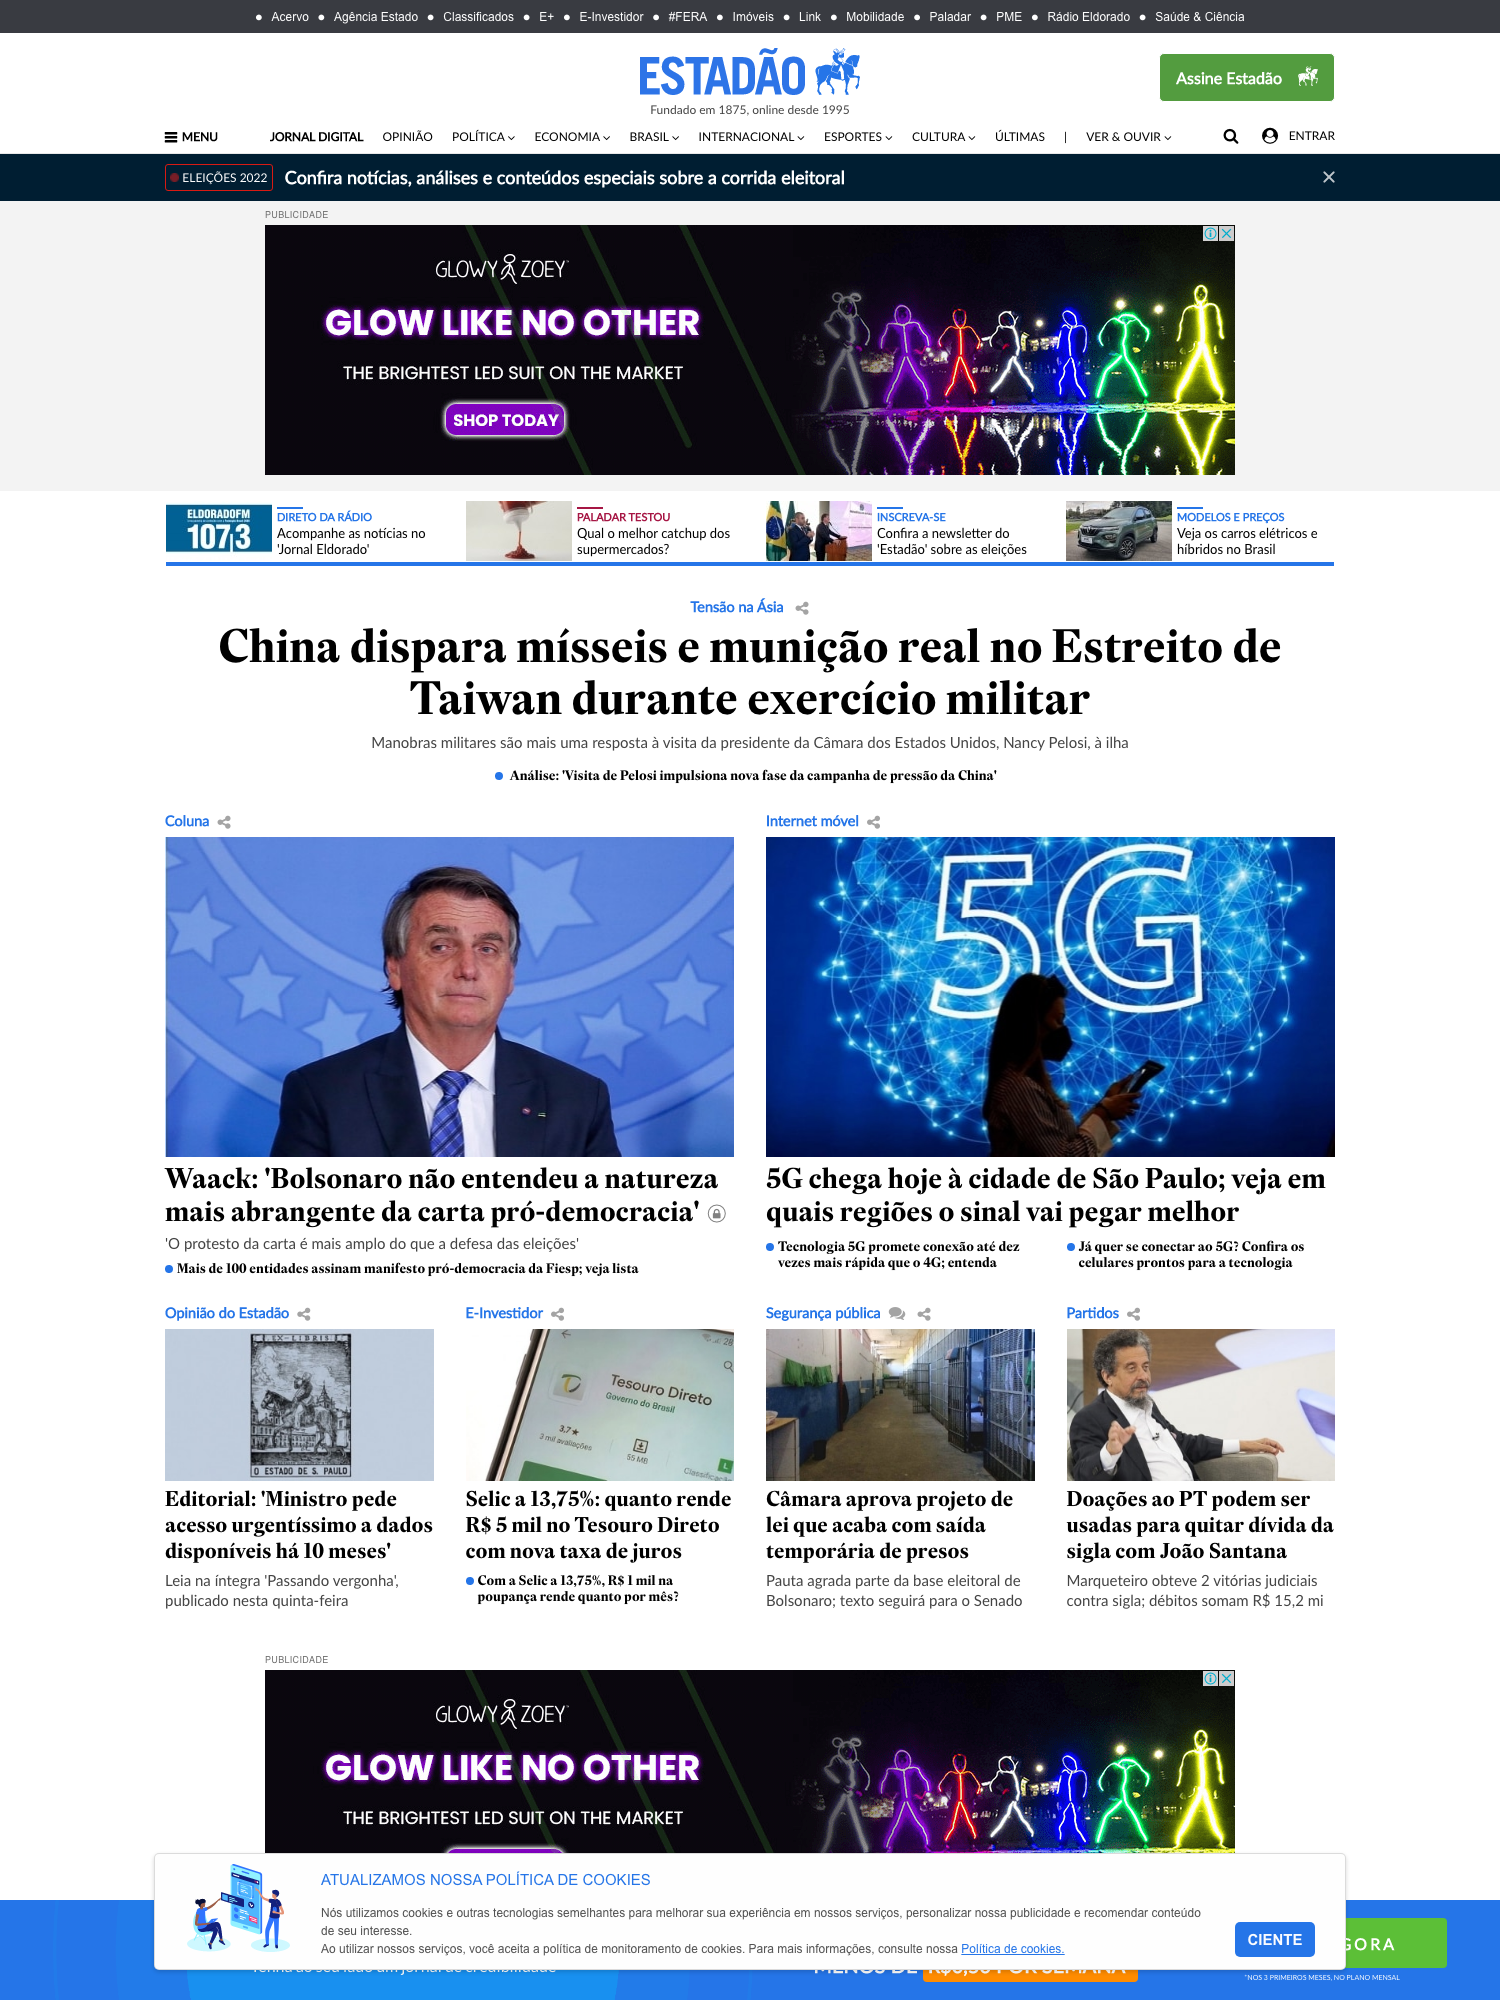 Acervo Agência Estado Classificados E+ E-Investidor #FERA Imóveis Link Mobilidade Paladar PME Rádio Eldorado Saúde & Ciência
ESTADÃO
Fundado em 1875, online desde 1995
Assine Estadão
MENU JORNAL DIGITAL OPINIÃO POLÍTICA ECONOMIA BRASIL INTERNACIONAL ESPORTES CULTURA ÚLTIMAS | VER & OUVIR ENTRAR
ELEIÇÕES 2022 Confira notícias, análises e conteúdos especiais sobre a corrida eleitoral
PUBLICIDADE
GLOWY ZOEY
GLOW LIKE NO OTHER
THE BRIGHTEST LED SUIT ON THE MARKET
SHOP TODAY
ELDORADOFM
107,3
DIRETO DA RÁDIO
Acompanhe as notícias no
'Jornal Eldorado'
PALADAR TESTOU
Qual o melhor catchup dos
supermercados?
INSCREVA-SE
Confira a newsletter do
'Estadão' sobre as eleições
MODELOS E PREÇOS
Veja os carros elétricos e
híbridos no Brasil
Tensão na Ásia
China dispara mísseis e munição real no Estreito de
Taiwan durante exercício militar
Manobras militares são mais uma resposta à visita da presidente da Câmara dos Estados Unidos, Nancy Pelosi, à ilha
Análise: 'Visita de Pelosi impulsiona nova fase da campanha de pressão da China'
Coluna
Waack: 'Bolsonaro não entendeu a natureza
mais abrangente da carta pró-democracia'
'O protesto da carta é mais amplo do que a defesa das eleições'
Mais de 100 entidades assinam manifesto pró-democracia da Fiesp; veja lista
Internet móvel
5G
5G chega hoje à cidade de São Paulo; veja em
quais regiões o sinal vai pegar melhor
Tecnologia 5G promete conexão até dez
vezes mais rápida que o 4G; entenda
Já quer se conectar ao 5G? Confira os
celulares prontos para a tecnologia
Opinião do Estadão
EX-LIBRIS
O ESTADO DE S. PAULO
Editorial: 'Ministro pede
acesso urgentíssimo a dados
disponíveis há 10 meses'
Leia na íntegra 'Passando vergonha',
publicado nesta quinta-feira
E-Investidor
28
Tesouro Direto
Governo do Brasil
3,7★
3 mil avaliações
55 MB
L
Selic a 13,75%: quanto rende
R$ 5 mil no Tesouro Direto
com nova taxa de juros
Com a Selic a 13,75%, R$ 1 mil na
poupança rende quanto por mês?
Segurança pública
Câmara aprova projeto de
lei que acaba com saída
temporária de presos
Pauta agrada parte da base eleitoral de
Bolsonaro; texto seguirá para o Senado
Partidos
Doações ao PT podem ser
usadas para quitar dívida da
sigla com João Santana
Marqueteiro obteve 2 vitórias judiciais
contra sigla; débitos somam R$ 15,2 mi
PUBLICIDADE
GLOWY ZOEY
GLOW LIKE NO OTHER
THE BRIGHTEST LED SUIT ON THE MARKET
ATUALIZAMOS NOSSA POLÍTICA DE COOKIES
Nós utilizamos cookies e outras tecnologias semelhantes para melhorar sua experiência em nossos serviços, personalizar nossa publicidade e recomendar conteúdo
de seu interesse.
Ao utilizar nossos serviços, você aceita a política de monitoramento de cookies. Para mais informações, consulte nossa Política de cookies.
CIENTE
GORA
*NOS 3 PRIMEIROS MESES, NO PLANO MENSAL